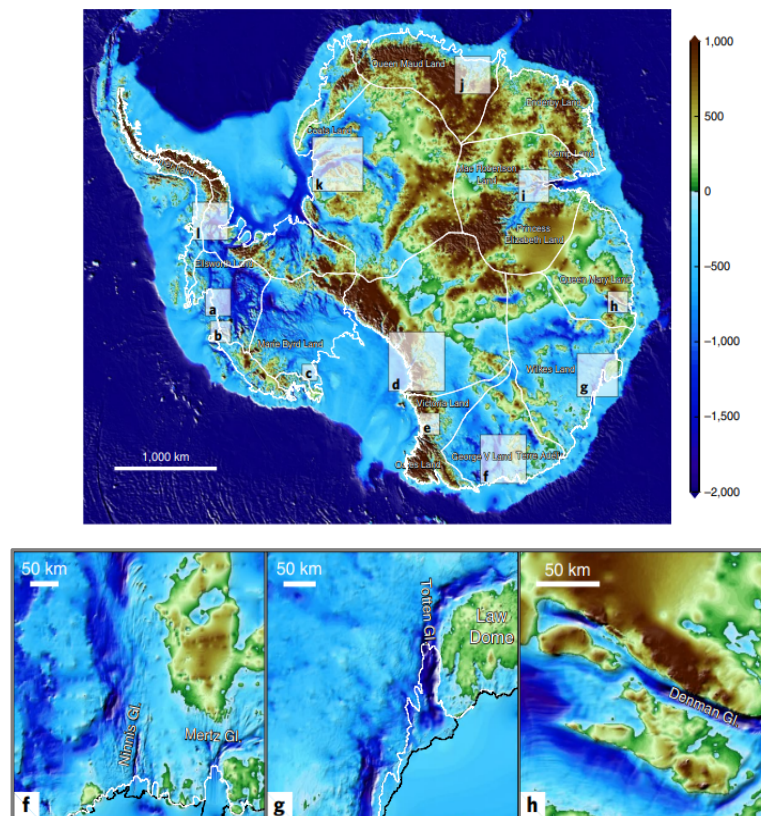 1,000
500
0
−500
−1,000
−1,500
−2,000
Queen Maud Land
j
Enderby Land
Coats Land
Kemp Land
k
Mac Robertson
Land
i
Princess
Elizabeth Land
l
Ellsworth Land
Queen Mary Land
a
h
b
Marie Byrd Land
c
d
Wilkes Land
g
Victoria Land
e
George V Land
Terre Adélie
Oates Land
f
1,000 km
50 km
Ninnis Gl.
Mertz Gl.
f
50 km
Totten Gl.
Law
Dome
g
50 km
Denman Gl.
h